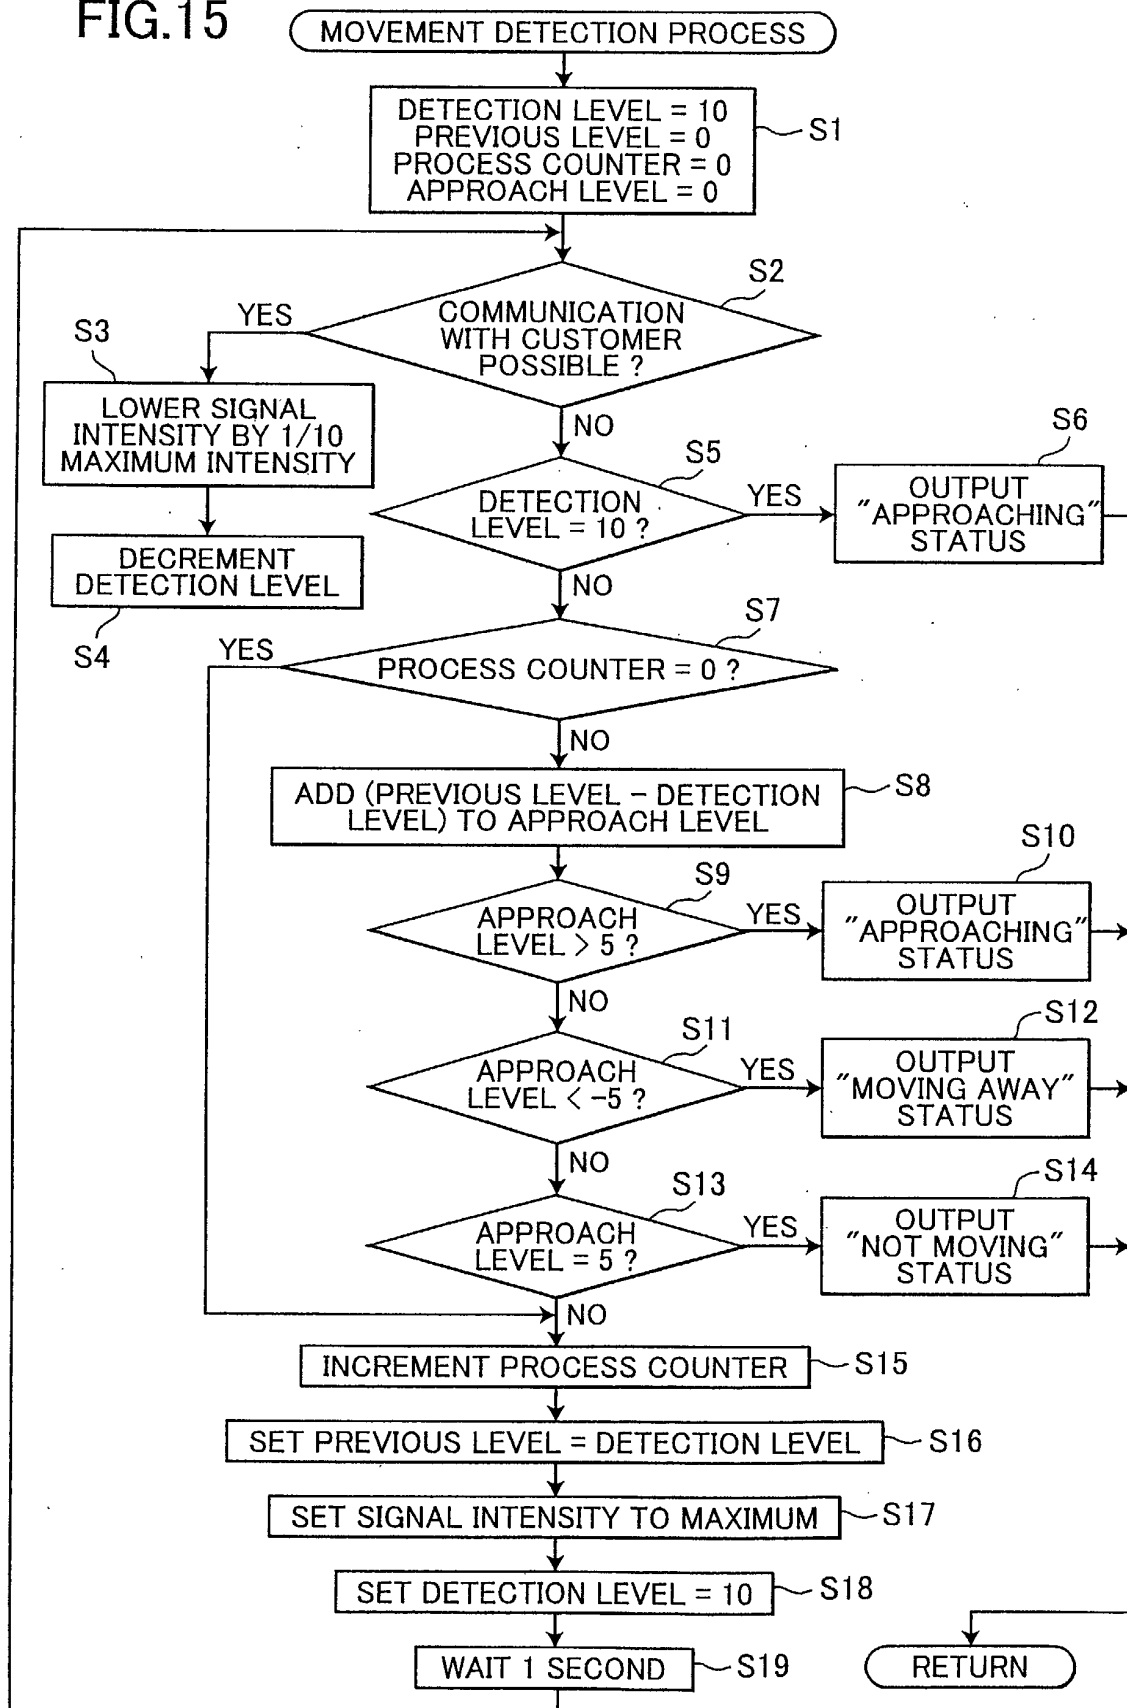 FIG.15
MOVEMENT DETECTION PROCESS
DETECTION LEVEL = 10
PREVIOUS LEVEL = 0
PROCESS COUNTER = 0
APPROACH LEVEL = 0
S1
S2
COMMUNICATION
WITH CUSTOMER
POSSIBLE ?
YES
NO
S3
LOWER SIGNAL
INTENSITY BY 1/10
MAXIMUM INTENSITY
DECREMENT
DETECTION LEVEL
S4
S5
DETECTION
LEVEL = 10 ?
YES
NO
S6
OUTPUT
"APPROACHING"
STATUS
S7
PROCESS COUNTER = 0 ?
YES
NO
ADD (PREVIOUS LEVEL - DETECTION
LEVEL) TO APPROACH LEVEL
S8
S9
APPROACH
LEVEL > 5 ?
YES
NO
S10
OUTPUT
"APPROACHING"
STATUS
S11
APPROACH
LEVEL < -5 ?
YES
NO
S12
OUTPUT
"MOVING AWAY"
STATUS
S13
APPROACH
LEVEL = 5 ?
YES
NO
S14
OUTPUT
"NOT MOVING"
STATUS
INCREMENT PROCESS COUNTER
S15
SET PREVIOUS LEVEL = DETECTION LEVEL
S16
SET SIGNAL INTENSITY TO MAXIMUM
S17
SET DETECTION LEVEL = 10
S18
WAIT 1 SECOND
S19
RETURN